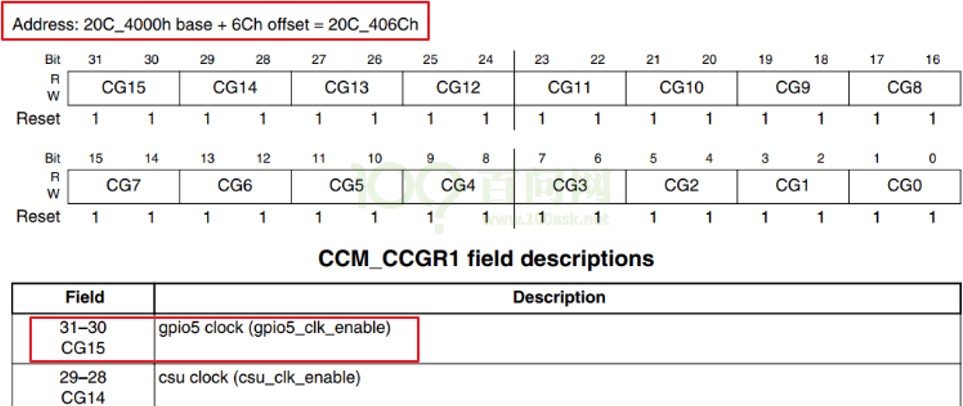 Address: 20C_4000h base + 6Ch offset = 20C_406Ch
Bit 31 30 29 28 27 26 25 24 23 22 21 20 19 18 17 16
R
W
CG15 CG14 CG13 CG12 CG11 CG10 CG9 CG8
Reset 1 1 1 1 1 1 1 1 1 1 1 1 1 1 1 1
Bit 15 14 13 12 11 10 9 8 7 6 5 4 3 2 1 0
R
W
CG7 CG6 CG5 CG4 CG3 CG2 CG1 CG0
Reset 1 1 1 1 1 1 1 1 1 1 1 1 1 1 1 1
100? 百问网
www.100ask.net
CCM_CCGR1 field descriptions
Field Description
31–30 gpio5 clock (gpio5_clk_enable)
CG15
29–28 csu clock (csu_clk_enable)
CG14